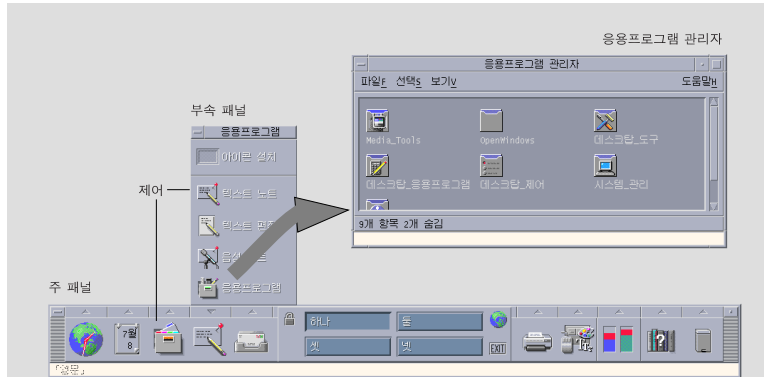 응용프로그램 관리자
응용프로그램 관리자
파일F 선택S 보기V 도움말H
Media_Tools OpenWindows 데스크탑_도구
데스크탑_응용프로그램 데스크탑_제어 시스템_관리
9개 항목 2개 숨김
부속 패널
응용프로그램
아이콘 설치
제어
텍스트 노트
텍스트
음성
응용프로그램
주 패널
7월
8
하나 둘
셋 넷
EXIT